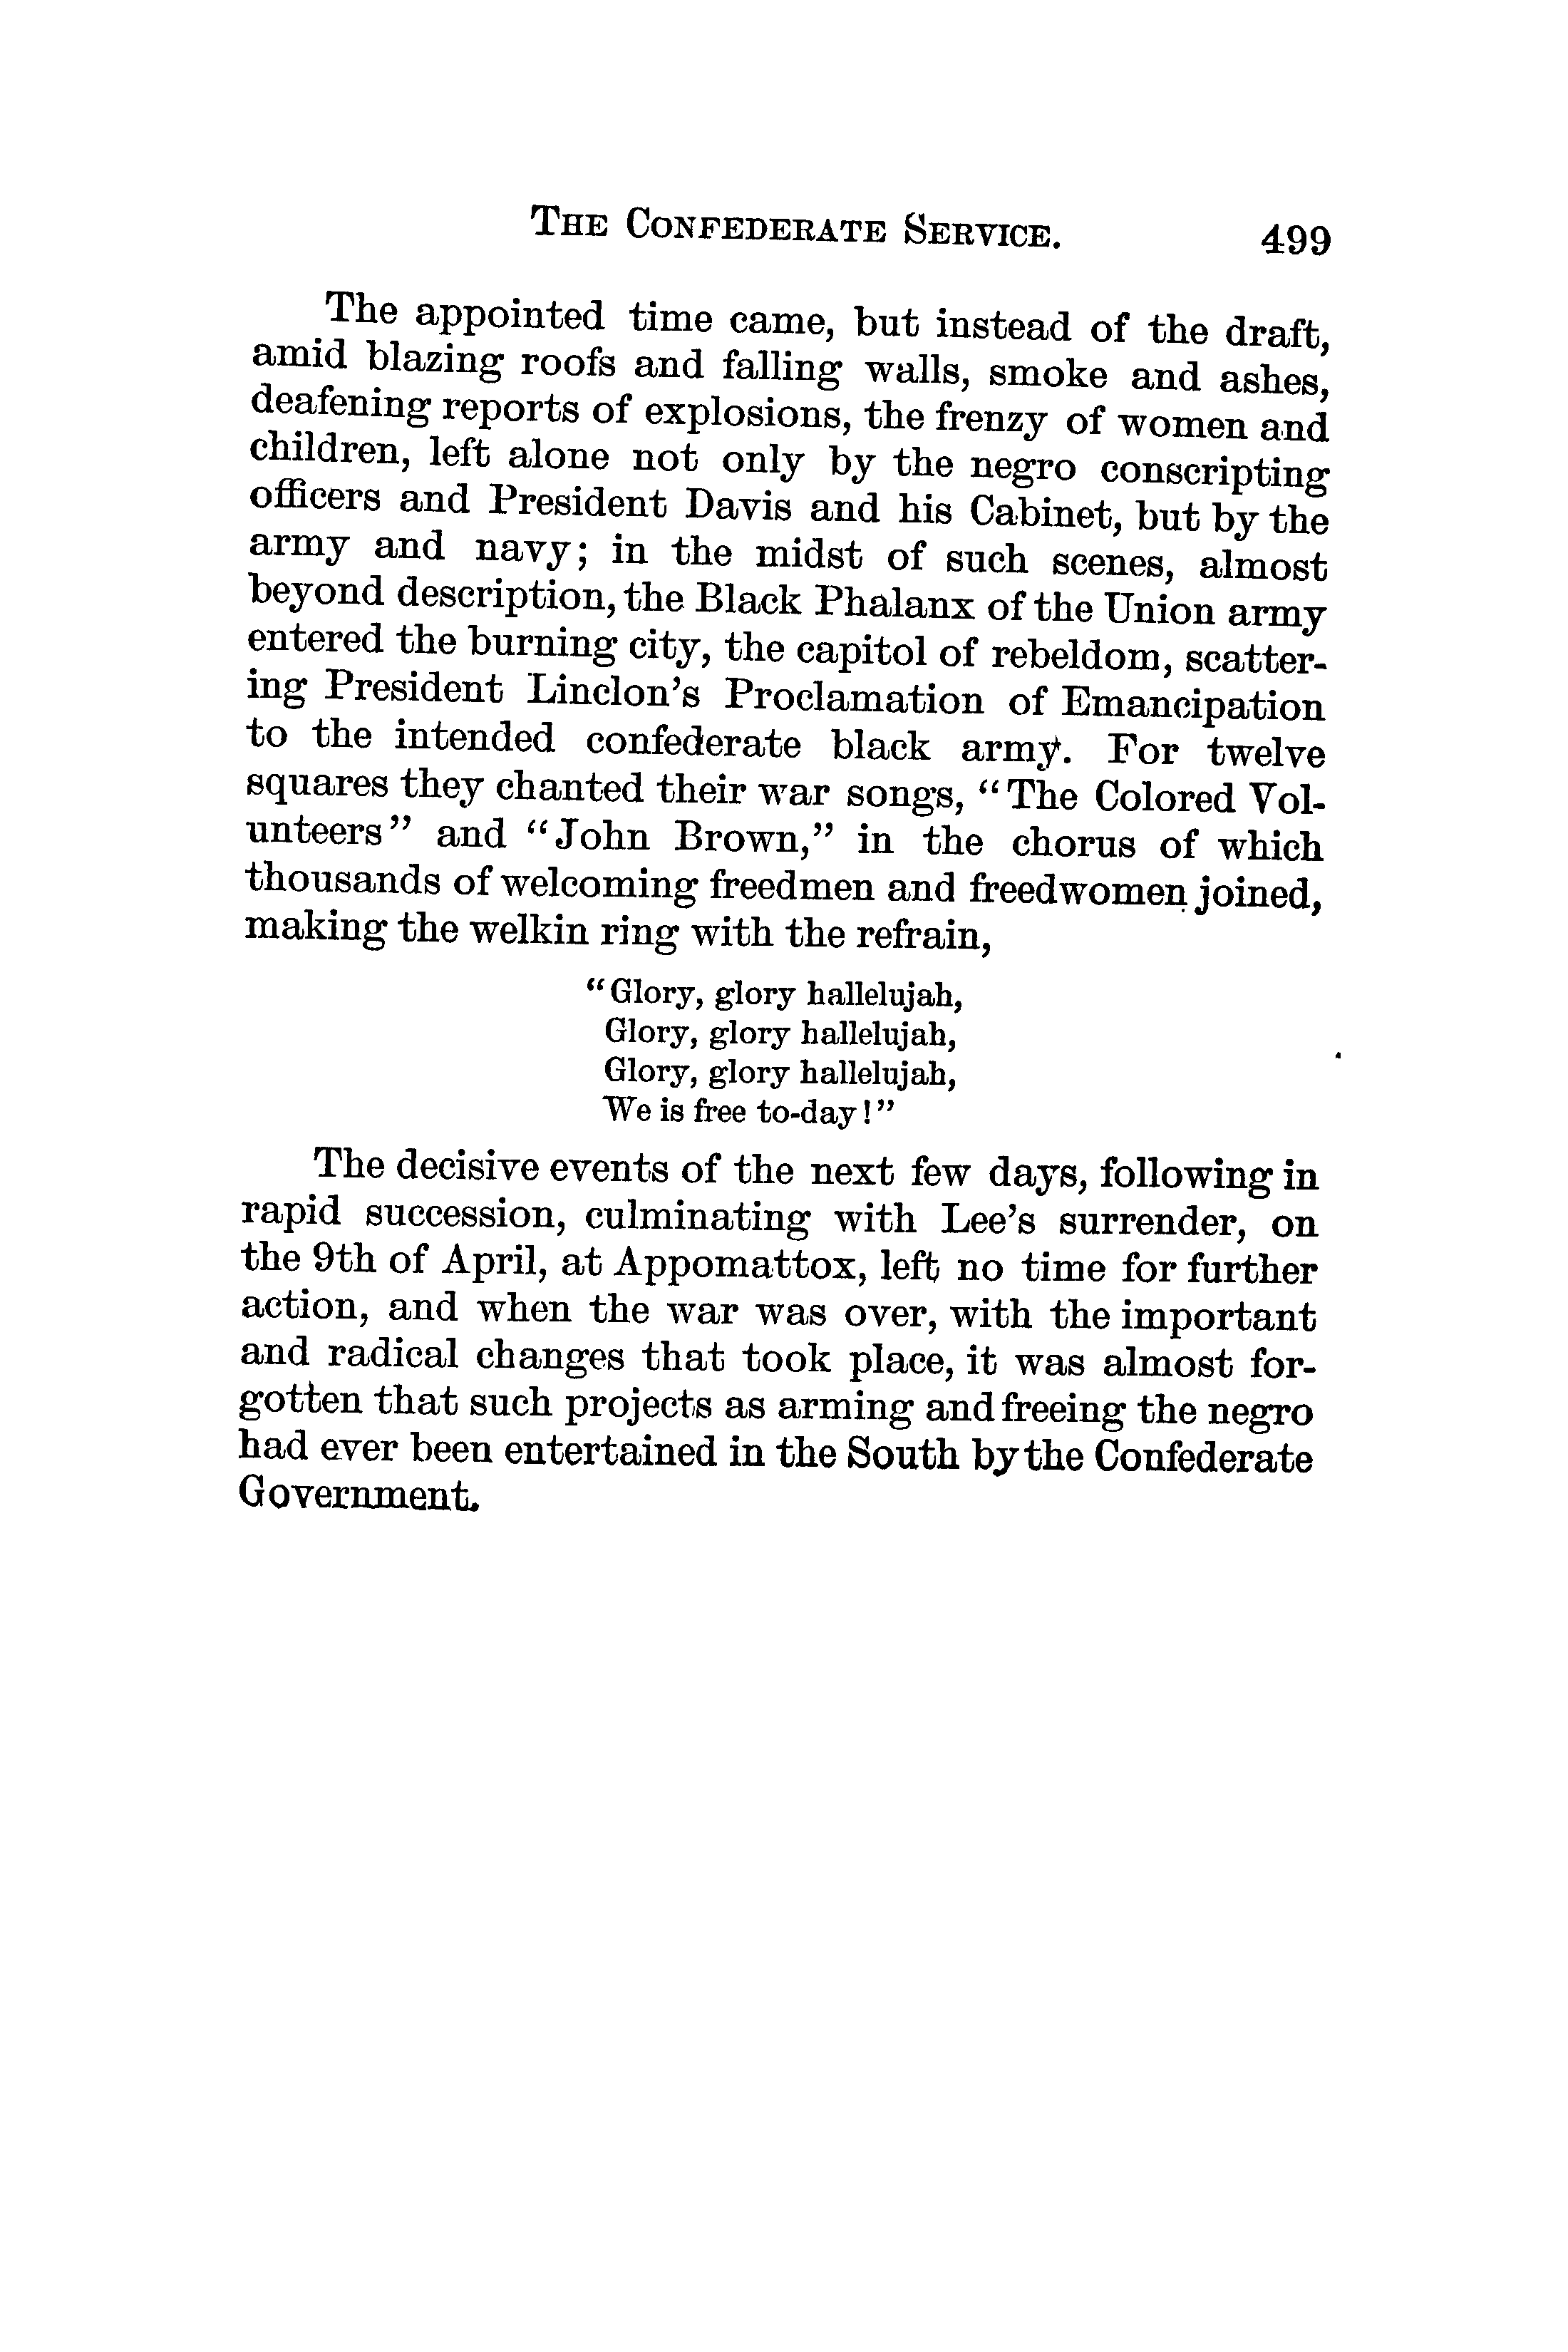 THE CONFEDERATE SERVICE. 499
The appointed time came, but instead of the draft,
amid blazing roofs and falling walls, smoke and ashes,
deafening reports of explosions, the frenzy of women and
children, left alone not only by the negro conscripting
officers and President Davis and his Cabinet, but by the
army and navy; in the midst of such scenes, almost
beyond description, the Black Phalanx of the Union army
entered the burning city, the capitol of rebeldom, scatter-
ing President Linclon's Proclamation of Emancipation
to the intended confederate black army. For twelve
squares they chanted their war songs, "The Colored Vol-
unteers" and "John Brown," in the chorus of which
thousands of welcoming freedmen and freedwomen joined,
making the welkin ring with the refrain,
"Glory, glory hallelujah,
Glory, glory hallelujah,
Glory, glory hallelujah,
We is free to-day!"
The decisive events of the next few days, following in
rapid succession, culminating with Lee's surrender, on
the 9th of April, at Appomattox, left no time for further
action, and when the war was over, with the important
and radical changes that took place, it was almost for-
gotten that such projects as arming and freeing the negro
had ever been entertained in the South by the Confederate
Government.